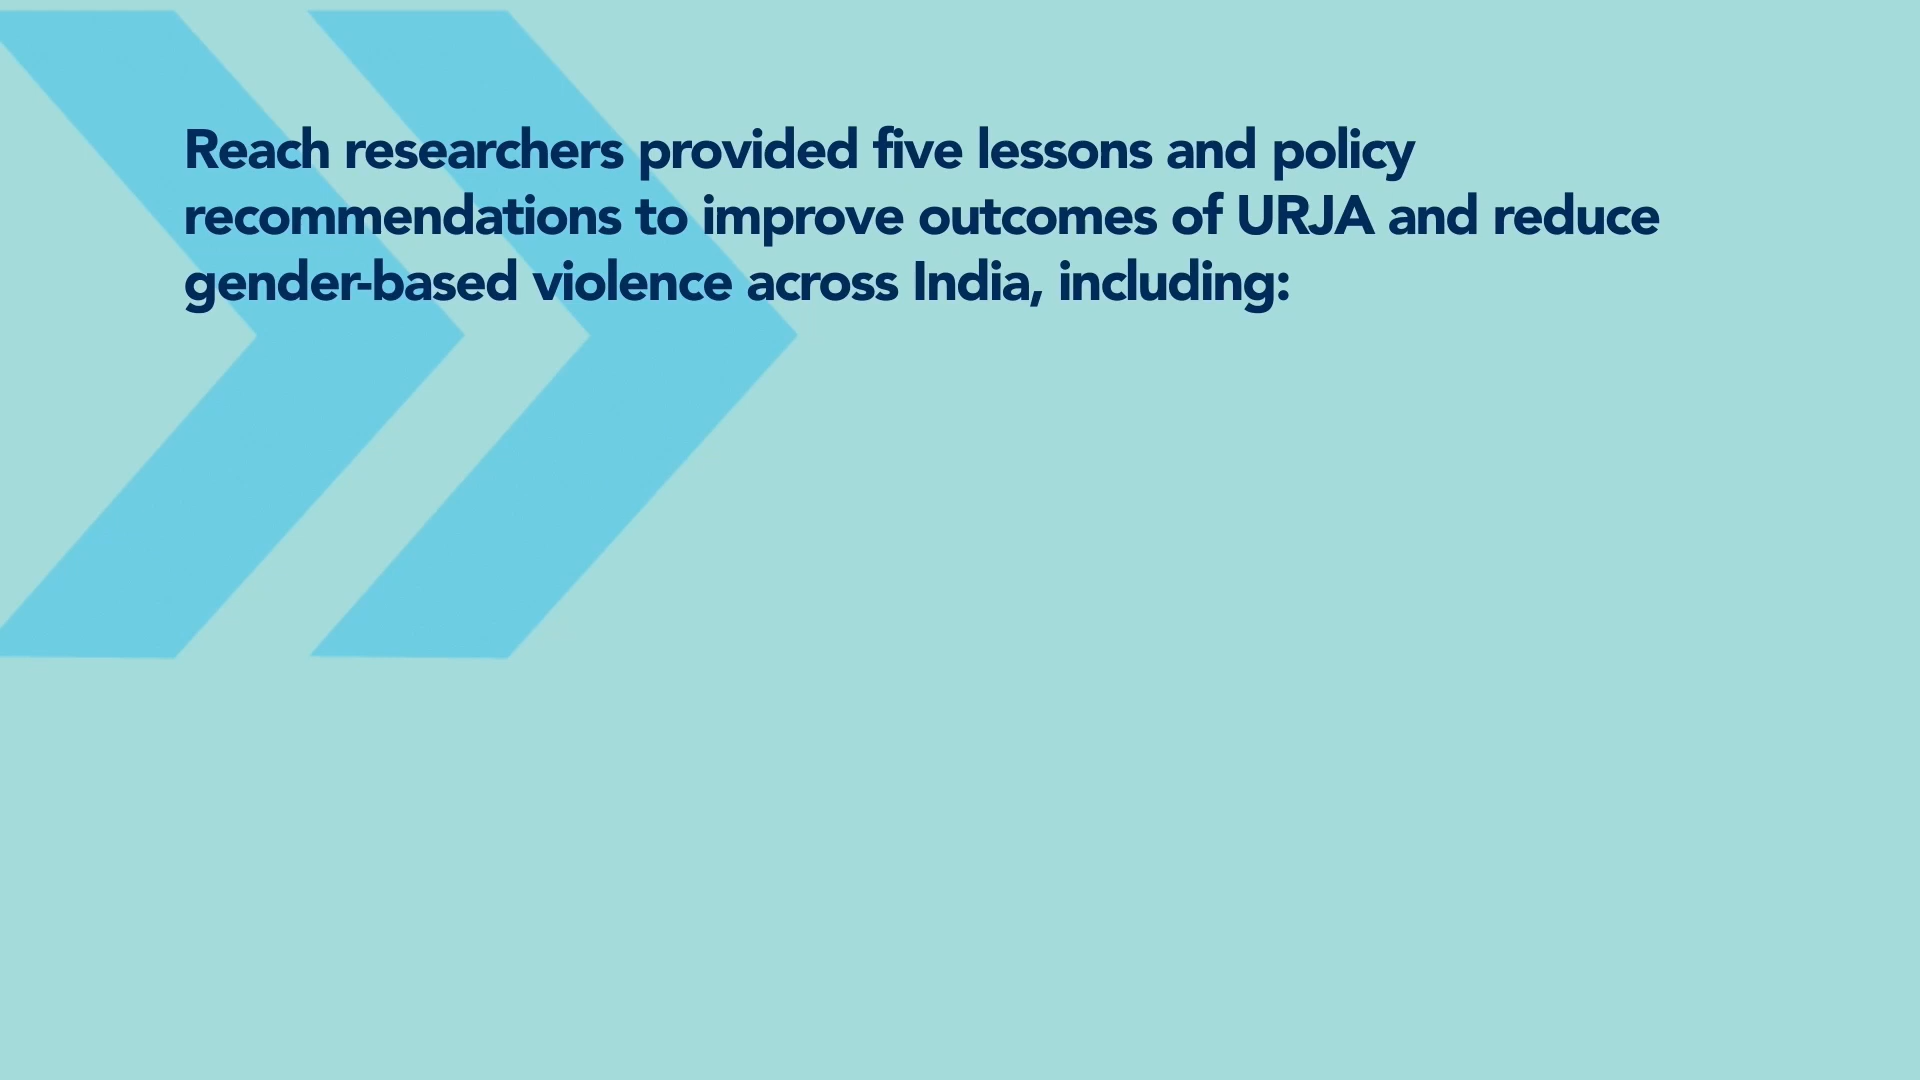 Reach researchers provided five lessons and policy
recommendations to improve outcomes of URJA and reduce
gender-based violence across India, including: